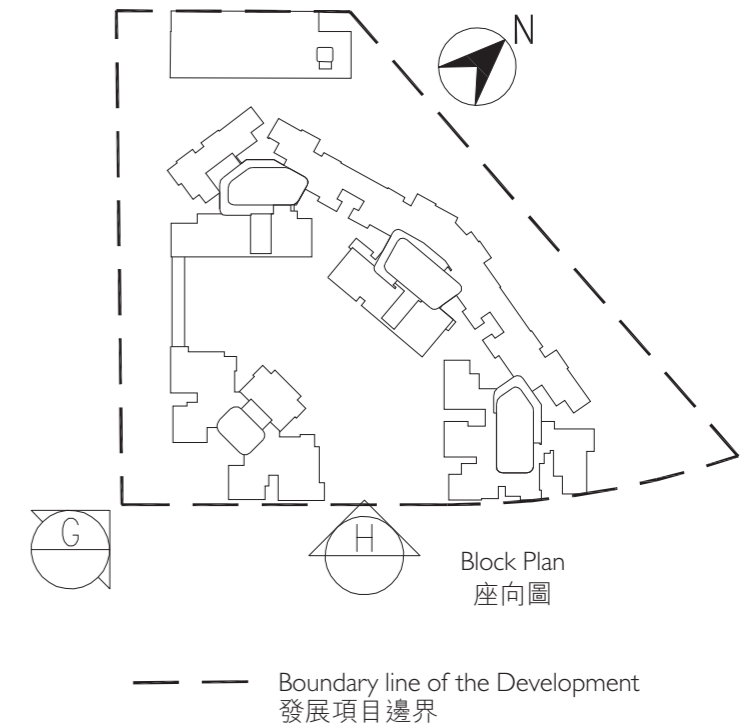 N
G
H
Block Plan
座向圖
Boundary line of the Development
發展項目邊界